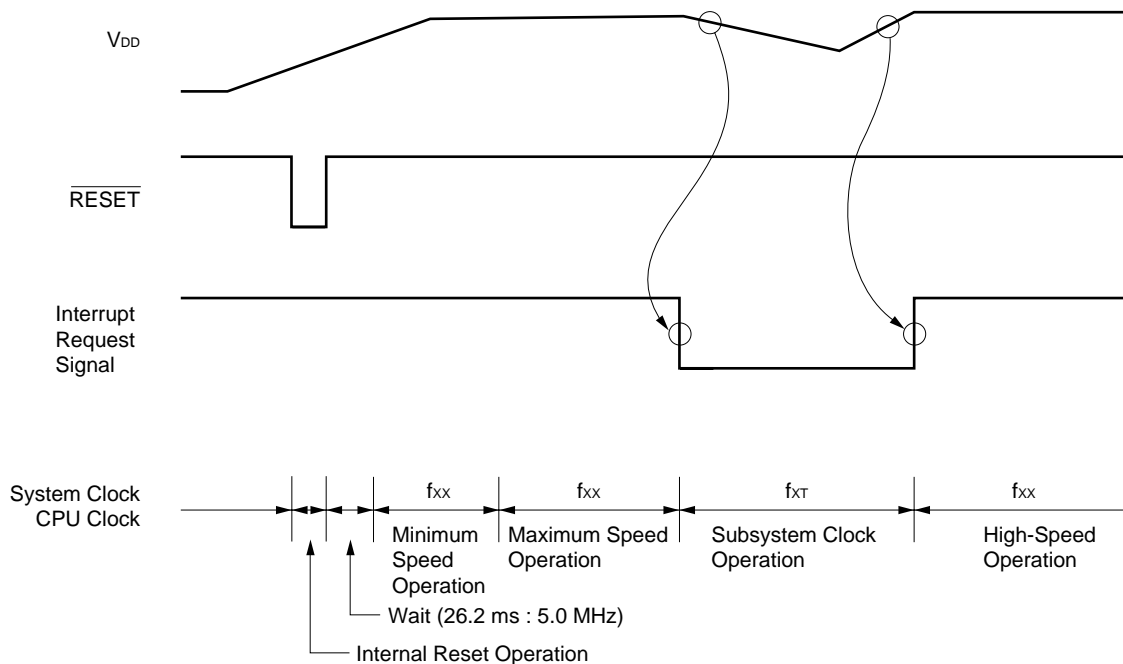 VDD
RESET
Interrupt
Request
Signal
System Clock
CPU Clock
fXX
fXX
fXT
fXX
Minimum
Speed
Operation
Maximum Speed
Operation
Subsystem Clock
Operation
High-Speed
Operation
Wait (26.2 ms : 5.0 MHz)
Internal Reset Operation